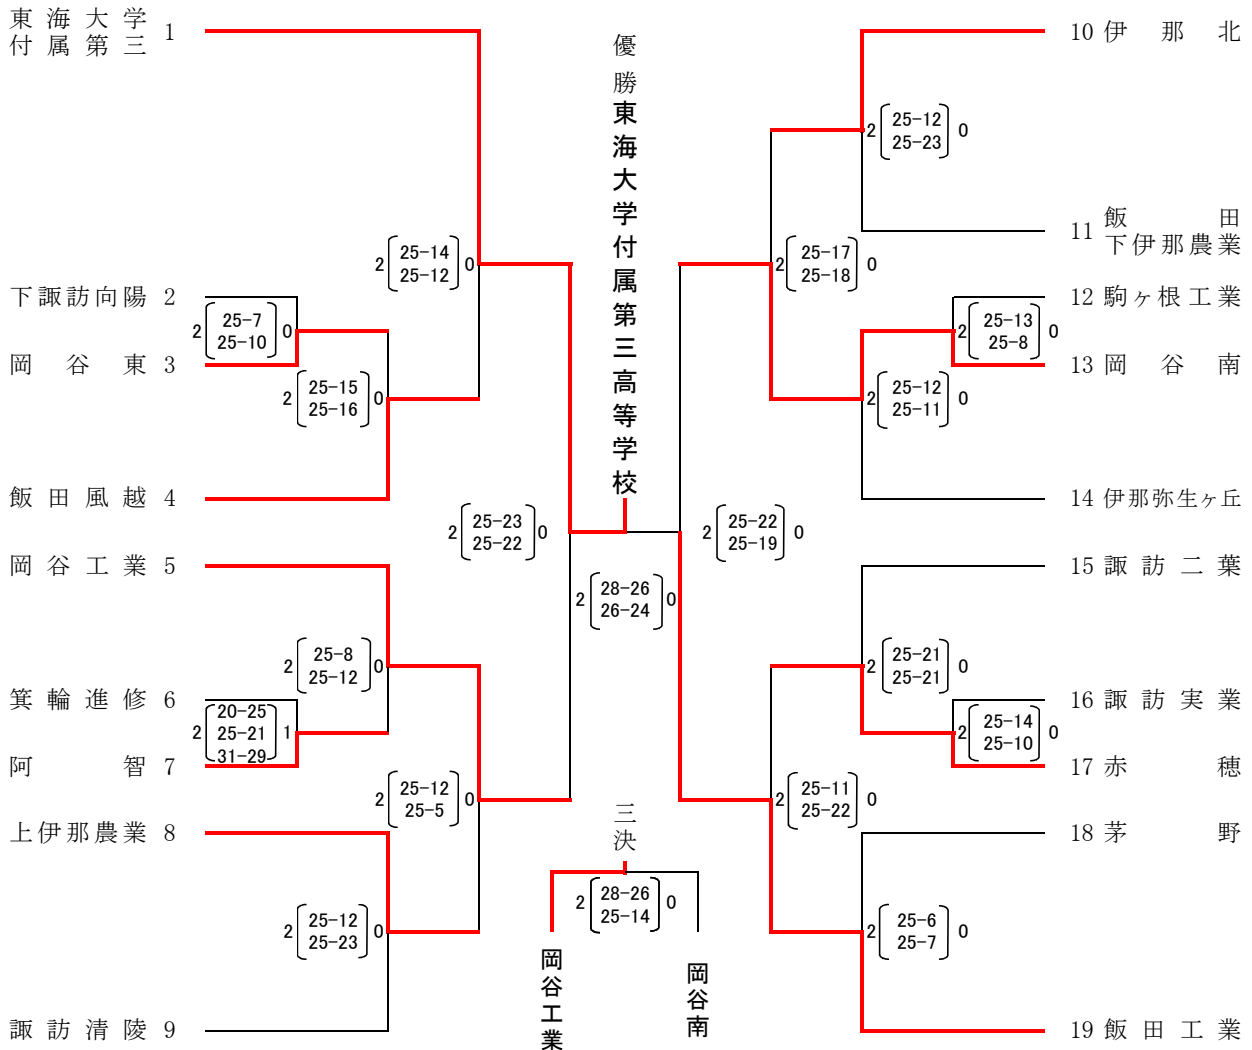 東海大学
付属第三 1
2 [25-14 25-12] 0
下諏訪向陽 2
2 [25-7 25-10] 0
岡谷東 3
2 [25-15 25-16] 0
飯田風越 4
2 [25-23 25-22] 0
岡谷工業 5
2 [25-8 25-12] 0
箕輪進修 6
2 [20-25 25-21 31-29] 1
阿智 7
2 [25-12 25-5] 0
上伊那農業 8
2 [25-12 25-23] 0
諏訪清陵 9
優勝
東海大学付属第三高等学校
2 [28-26 26-24] 0
三決
2 [28-26 25-14] 0
岡谷工業
岡谷南
10 伊那北
2 [25-12 25-23] 0
11 飯田
下伊那農業
2 [25-17 25-18] 0
12 駒ヶ根工業
2 [25-13 25-8] 0
13 岡谷南
2 [25-12 25-11] 0
14 伊那弥生ヶ丘
2 [25-22 25-19] 0
15 諏訪二葉
2 [25-21 25-21] 0
16 諏訪実業
2 [25-14 25-10] 0
17 赤穂
2 [25-11 25-22] 0
18 茅野
2 [25-6 25-7] 0
19 飯田工業